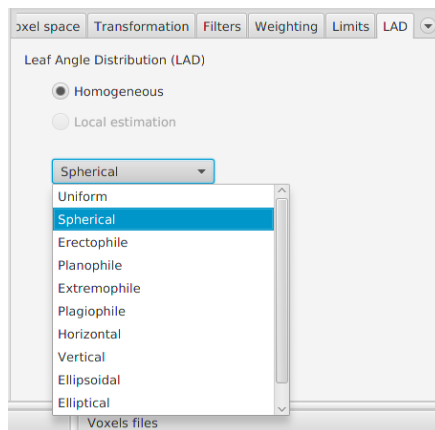 oxel space Transformation Filters Weighting Limits LAD
Leaf Angle Distribution (LAD)
Homogeneous
Local estimation
Spherical
Uniform
Spherical
Erectophile
Planophile
Extremophile
Plagiophile
Horizontal
Vertical
Ellipsoidal
Elliptical
Voxels files